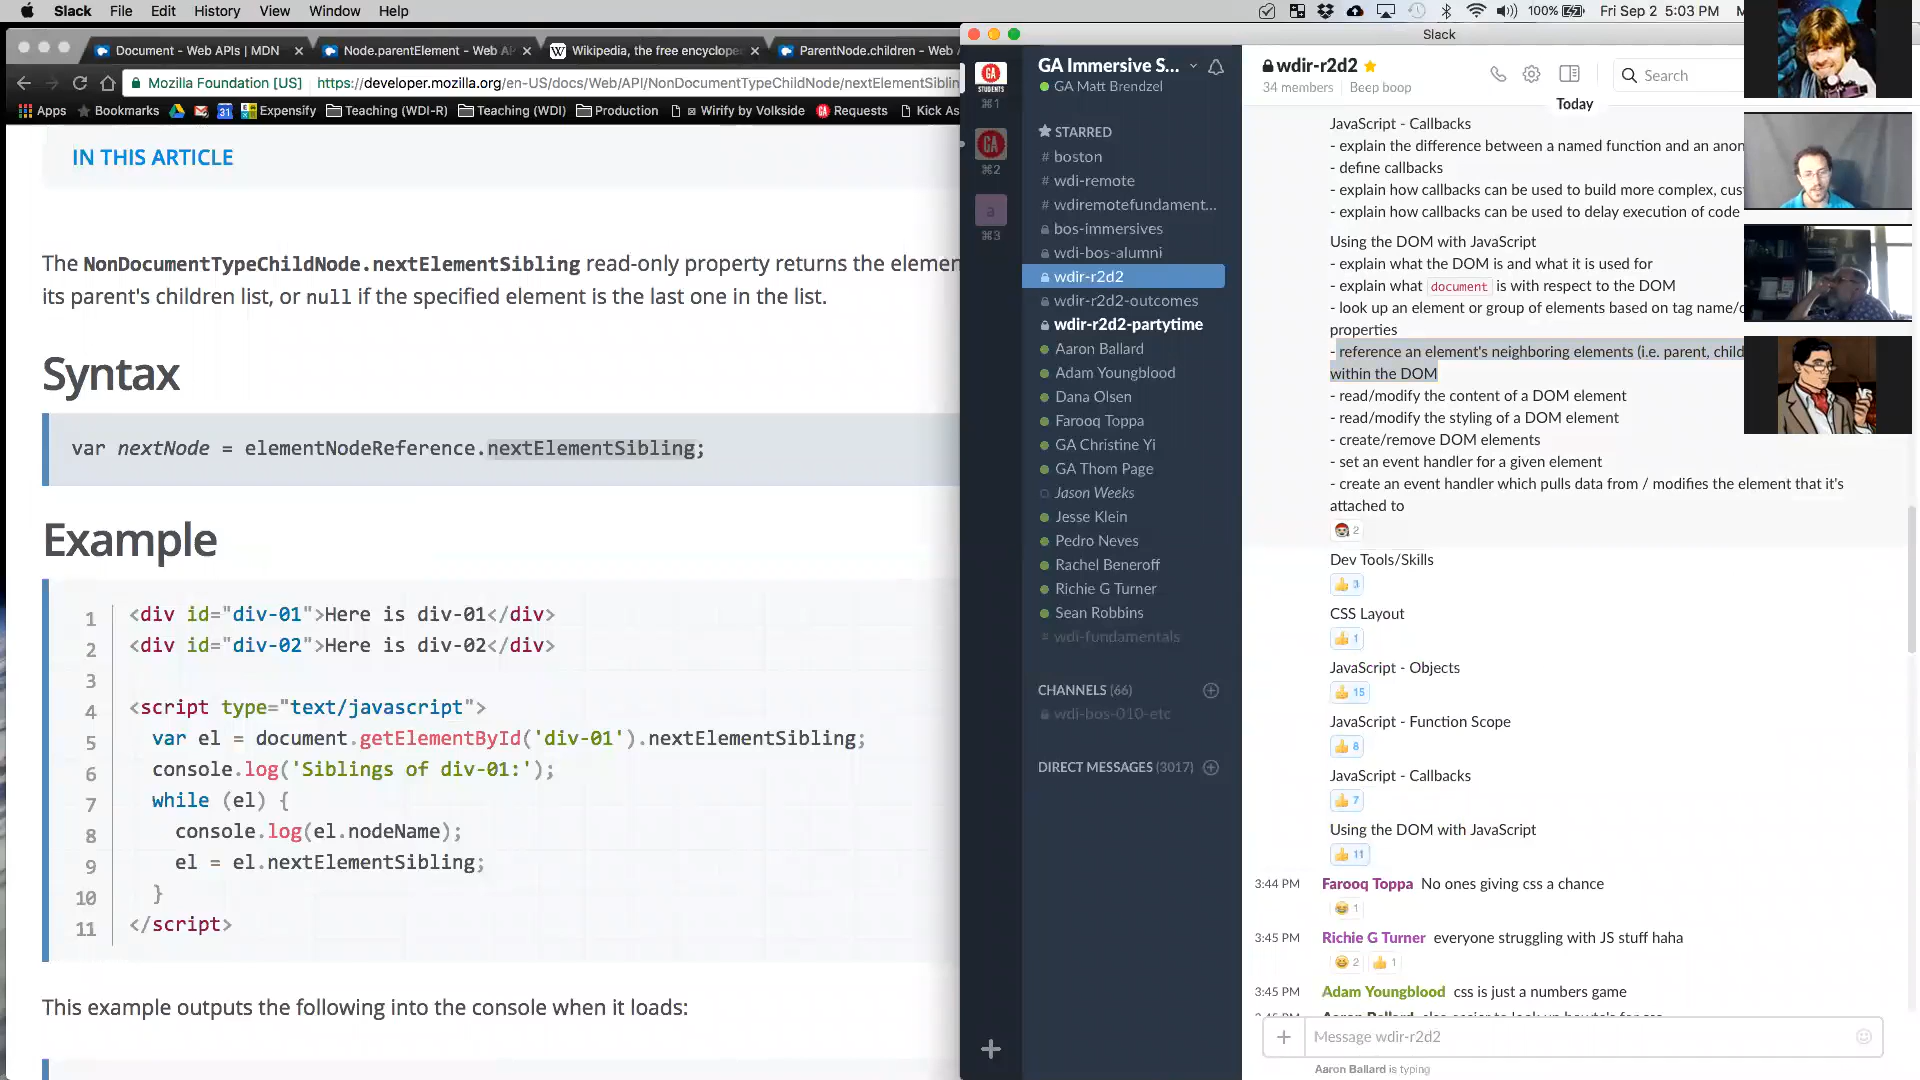 Slack File Edit History View Window Help
100% Fri Sep 2 5:03 PM
Document - Web APIs | MDN
Node.parentElement - Web AP
Wikipedia, the free encyclope
ParentNode.children - Web
Mozilla Foundation [US] https://developer.mozilla.org/en-US/docs/Web/API/NonDocumentTypeChildNode/nextElementSiblin
Apps Bookmarks 31 Expensify Teaching (WDI-R) Teaching (WDI) Production Wirify by Volkside Requests Kick As
IN THIS ARTICLE
The NonDocumentTypeChildNode.nextElementSibling read-only property returns the elemen
its parent's children list, or null if the specified element is the last one in the list.
Syntax
var nextNode = elementNodeReference.nextElementSibling;
Example
1 <div id="div-01">Here is div-01</div>
2 <div id="div-02">Here is div-02</div>
3
4 <script type="text/javascript">
5 var el = document.getElementById('div-01').nextElementSibling;
6 console.log('Siblings of div-01:');
7 while (el) {
8 console.log(el.nodeName);
9 el = el.nextElementSibling;
10 }
11 </script>
This example outputs the following into the console when it loads:
Slack
GA
STUDENTS
⌘1
GA
⌘2
a
⌘3
GA Immersive S...
GA Matt Brendzel
STARRED
# boston
# wdi-remote
# wdiremotefundament...
bos-immersives
wdi-bos-alumni
wdir-r2d2
wdir-r2d2-outcomes
wdir-r2d2-partytime
Aaron Ballard
Adam Youngblood
Dana Olsen
Farooq Toppa
GA Christine Yi
GA Thom Page
Jason Weeks
Jesse Klein
Pedro Neves
Rachel Beneroff
Richie G Turner
Sean Robbins
# wdi-fundamentals
CHANNELS (66)
wdi-bos-010-etc
DIRECT MESSAGES (3017)
wdir-r2d2
34 members | Beep boop
Search
Today
JavaScript - Callbacks
- explain the difference between a named function and an anon
- define callbacks
- explain how callbacks can be used to build more complex, cus
- explain how callbacks can be used to delay execution of code
Using the DOM with JavaScript
- explain what the DOM is and what it is used for
- explain what document is with respect to the DOM
- look up an element or group of elements based on tag name/c
properties
- reference an element's neighboring elements (i.e. parent, child
within the DOM
- read/modify the content of a DOM element
- read/modify the styling of a DOM element
- create/remove DOM elements
- set an event handler for a given element
- create an event handler which pulls data from / modifies the element that it's
attached to
2
Dev Tools/Skills
3
CSS Layout
1
JavaScript - Objects
15
JavaScript - Function Scope
8
JavaScript - Callbacks
7
Using the DOM with JavaScript
11
3:44 PM Farooq Toppa No ones giving css a chance
1
3:45 PM Richie G Turner everyone struggling with JS stuff haha
2 1
3:45 PM Adam Youngblood css is just a numbers game
Message wdir-r2d2
Aaron Ballard is typing